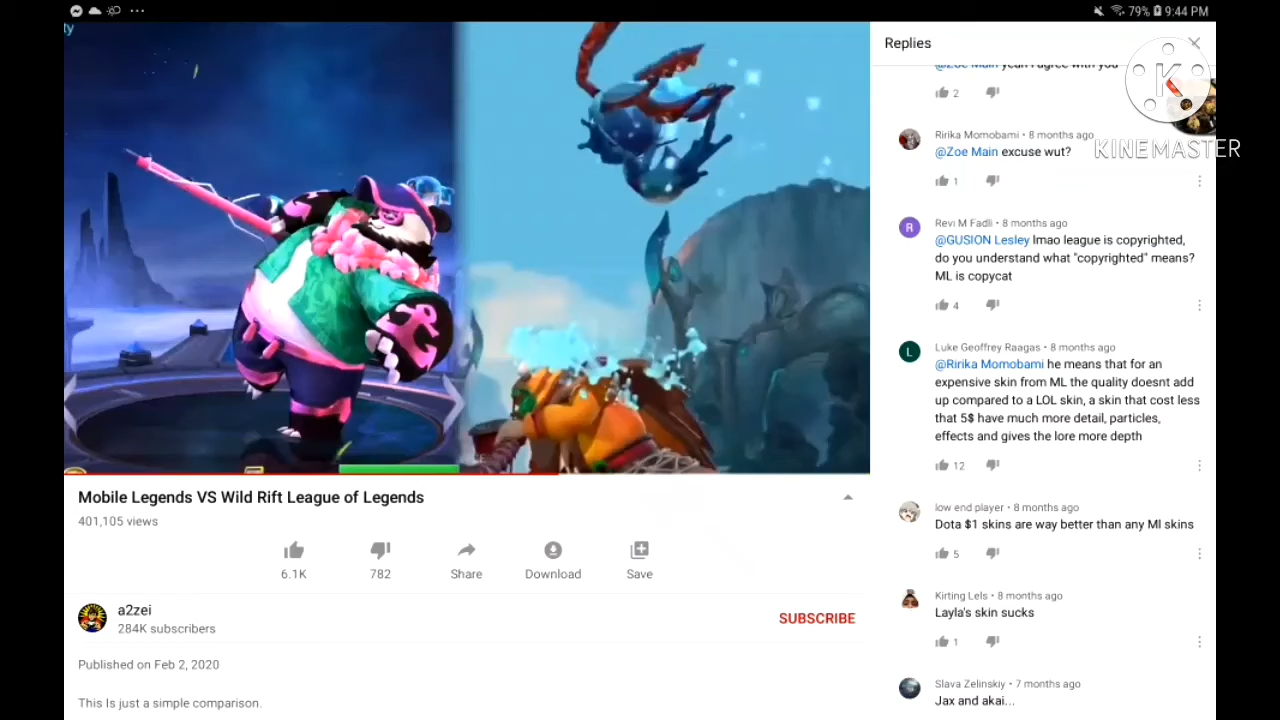 79% 9:44 PM
ty
Replies
KINEMASTER
@Zoe Main yeah I agree with you
2
Ririka Momobami • 8 months ago
@Zoe Main excuse wut?
1
Revi M Fadli • 8 months ago
@GUSION Lesley lmao league is copyrighted,
do you understand what "copyrighted" means?
ML is copycat
4
Luke Geoffrey Raagas • 8 months ago
@Ririka Momobami he means that for an
expensive skin from ML the quality doesnt add
up compared to a LOL skin, a skin that cost less
that 5$ have much more detail, particles,
effects and gives the lore more depth
12
low end player • 8 months ago
Dota $1 skins are way better than any Ml skins
5
Kirting Lels • 8 months ago
Layla's skin sucks
1
Slava Zelinskiy • 7 months ago
Jax and akai...
Mobile Legends VS Wild Rift League of Legends
401,105 views
6.1K
782
Share
Download
Save
a2zei
284K subscribers
SUBSCRIBE
Published on Feb 2, 2020
This Is just a simple comparison.